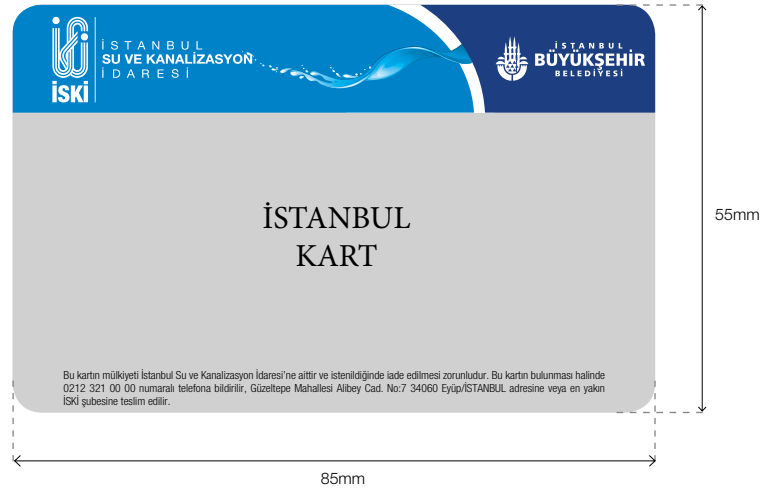 İSKİ
İSTANBUL
SU VE KANALİZASYON
İDARESİ
İSTANBUL
BÜYÜKŞEHİR
BELEDİYESİ
55mm
İSTANBUL
KART
Bu kartın mülkiyeti İstanbul Su ve Kanalizasyon İdaresi’ne aittir ve istenildiğinde iade edilmesi zorunludur. Bu kartın bulunması halinde
0212 321 00 00 numaralı telefona bildirilir, Güzeltepe Mahallesi Alibey Cad. No:7 34060 Eyüp/İSTANBUL adresine veya en yakın
İSKİ şubesine teslim edilir.
85mm